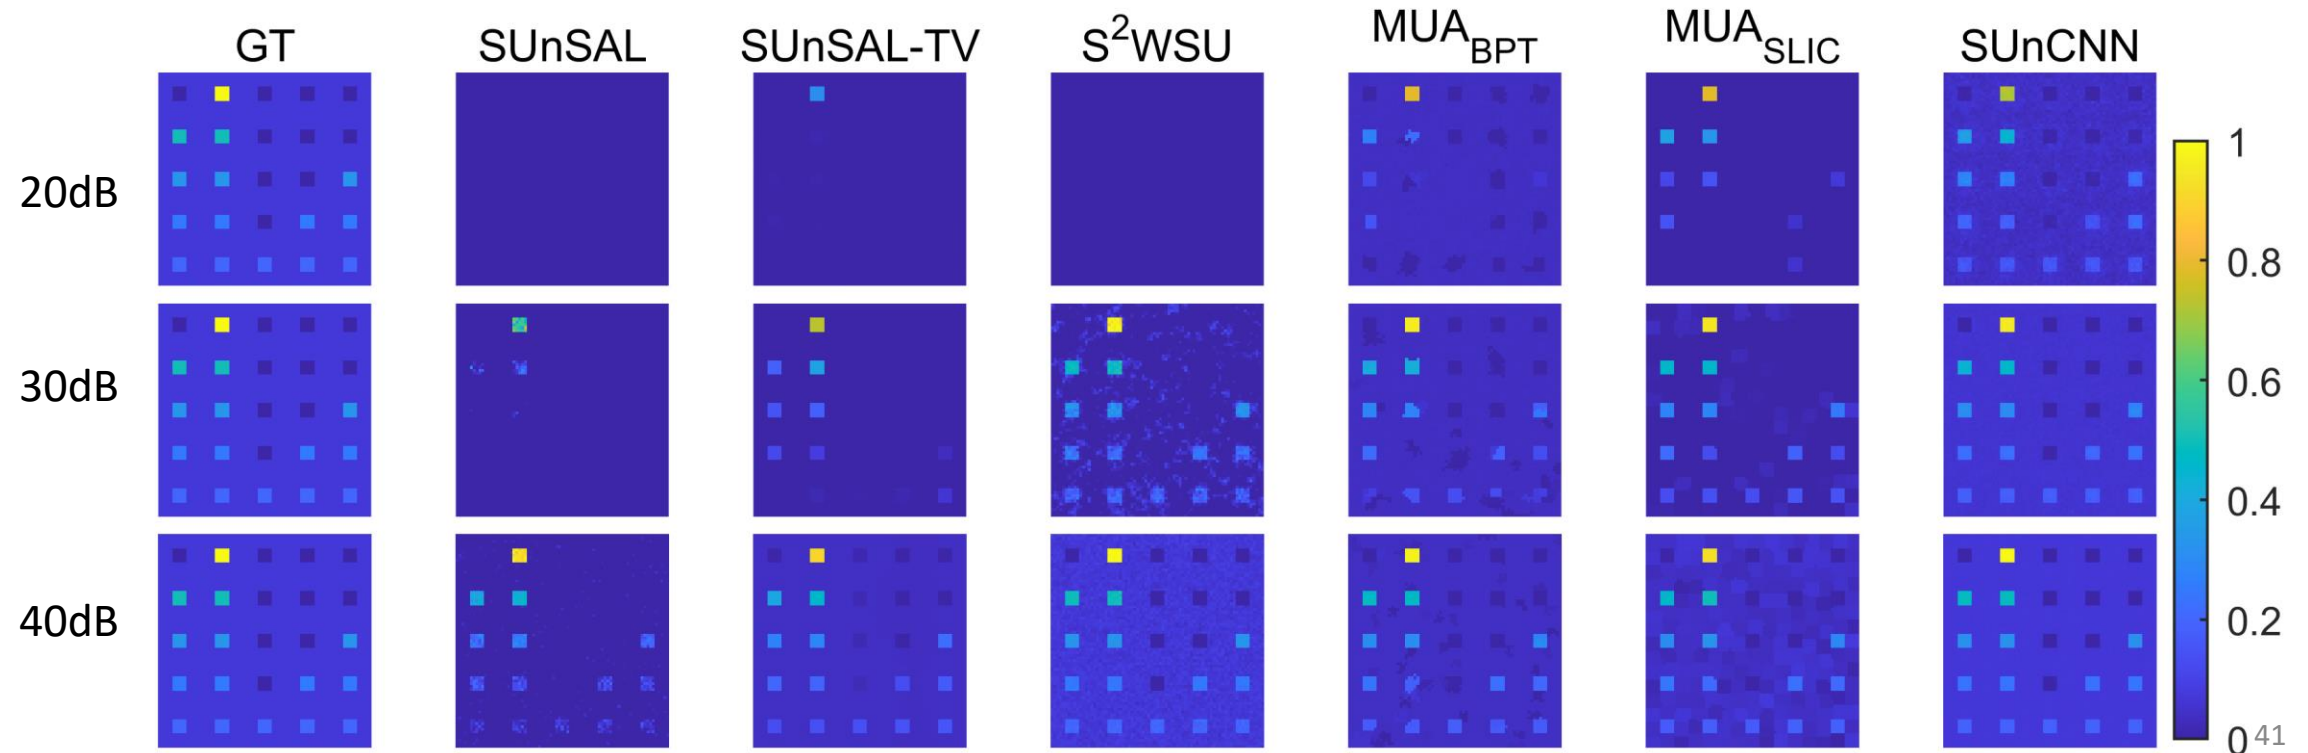 GT SUnSAL SUnSAL-TV S²WSU MUA_BPT MUA_SLIC SUnCNN
20dB
30dB
40dB
1
0.8
0.6
0.4
0.2
0
41